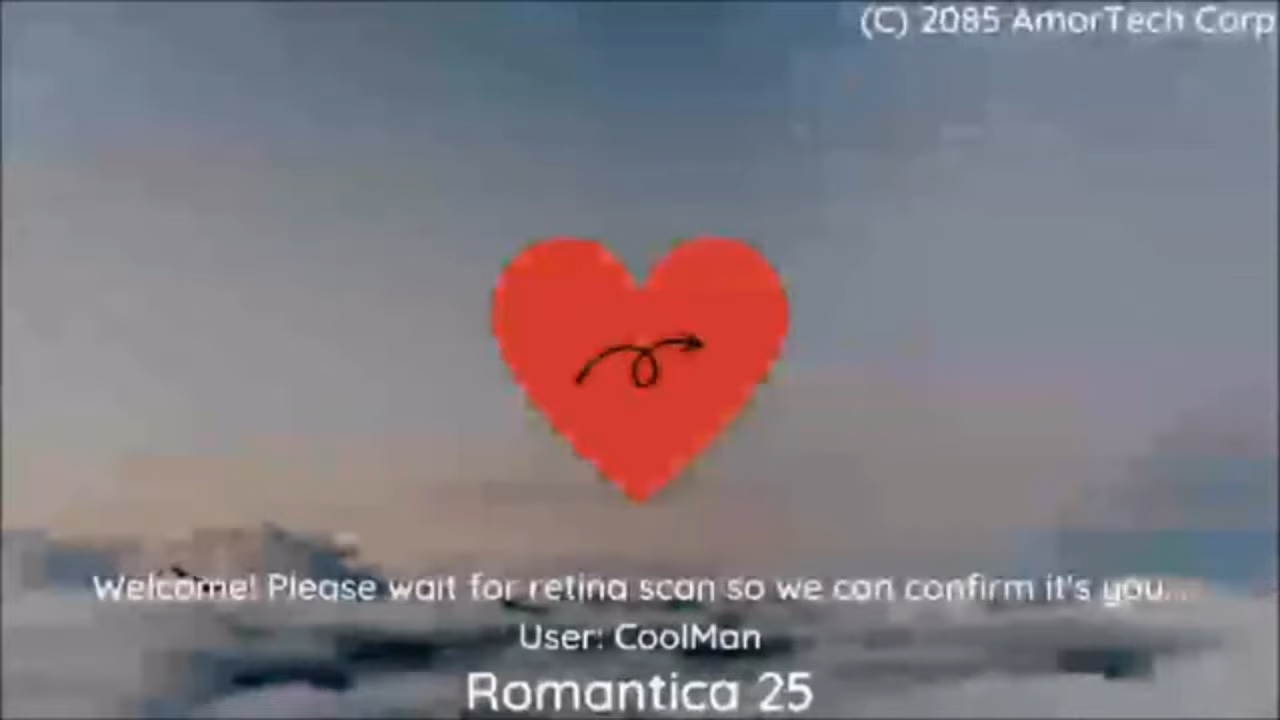 (C) 2085 AmorTech Corp
Welcome! Please wait for retina scan so we can confirm it's you...
User: CoolMan
Romantica 25